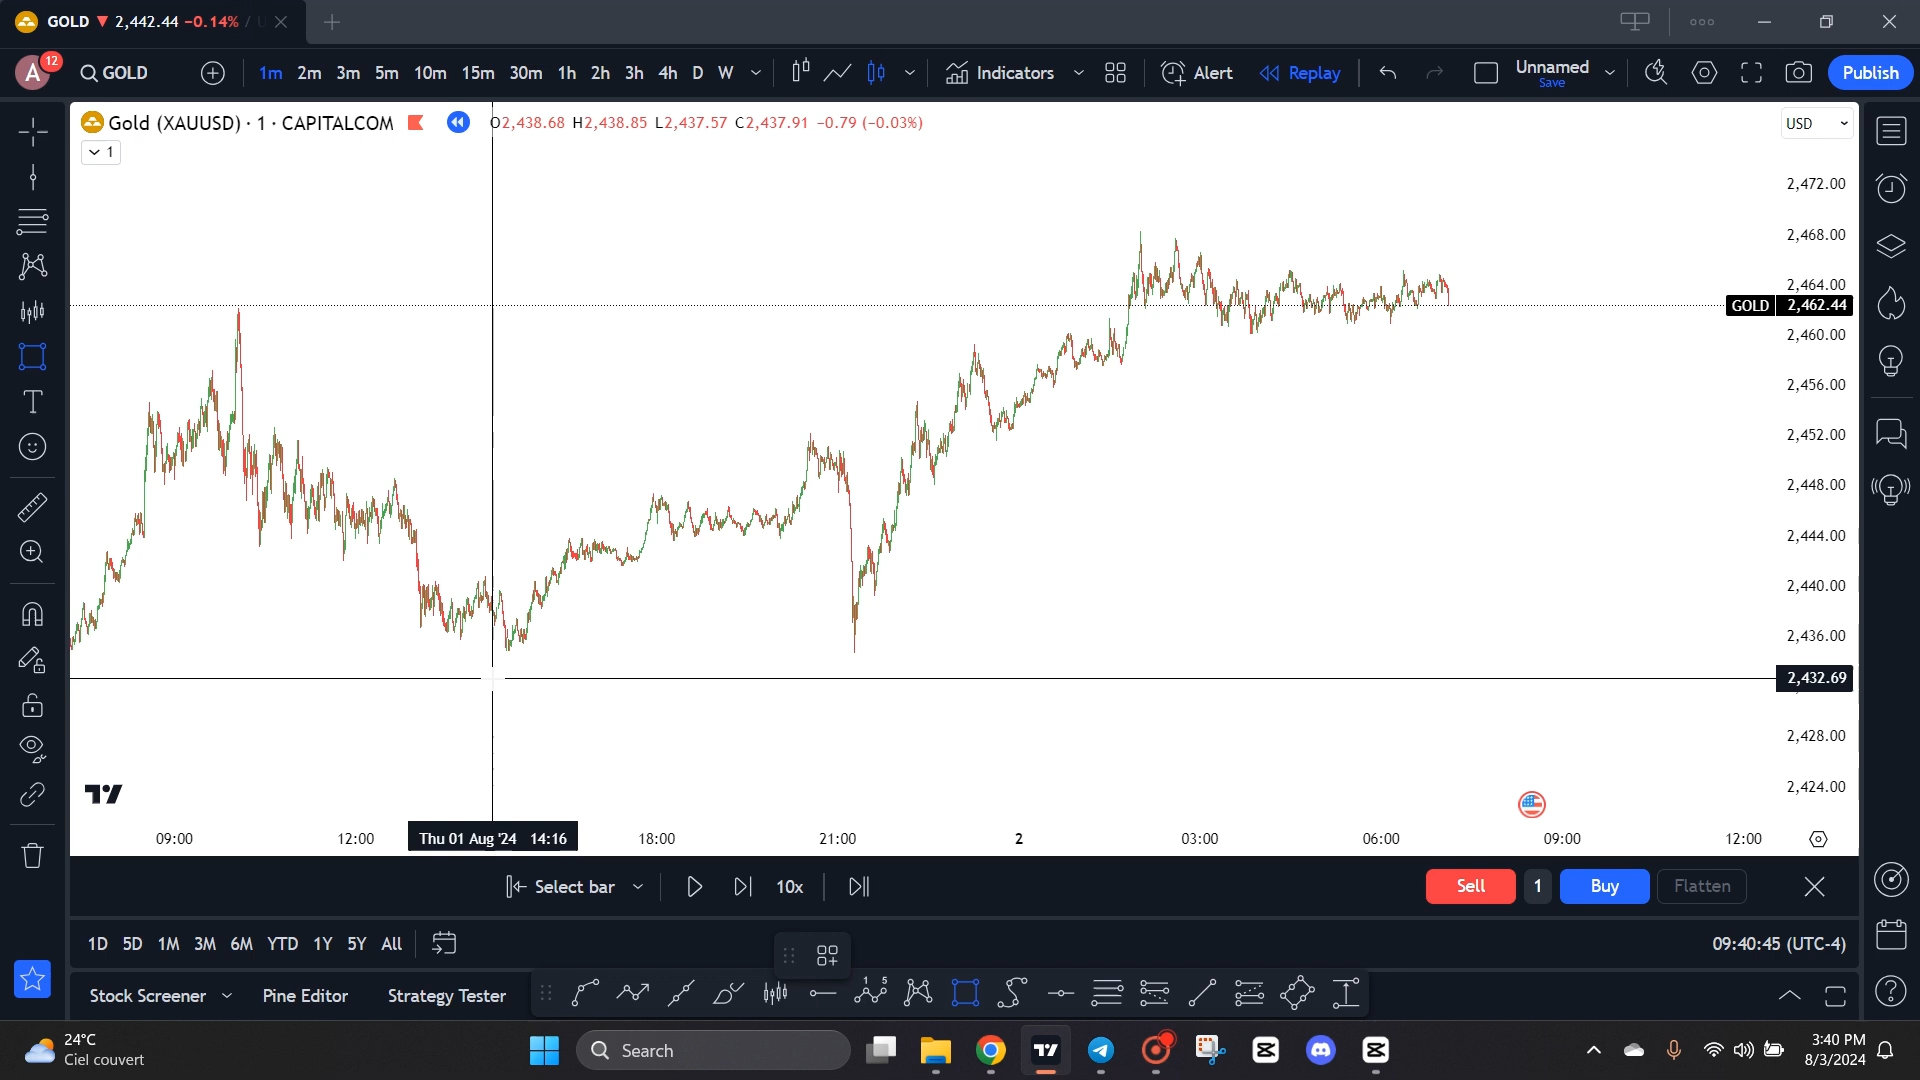 GOLD ▼ 2,442.44 −0.14% / U
A 12 GOLD 1m 2m 3m 5m 10m 15m 30m 1h 2h 3h 4h D W Indicators Alert Replay Unnamed Save Publish
Gold (XAUUSD) · 1 · CAPITALCOM O2,438.68 H2,438.85 L2,437.57 C2,437.91 −0.79 (−0.03%) USD
1
2,472.00
2,468.00
2,464.00
GOLD 2,462.44
2,460.00
2,456.00
2,452.00
2,448.00
2,444.00
2,440.00
2,436.00
2,432.69
2,428.00
2,424.00
09:00 12:00 Thu 01 Aug '24 14:16 18:00 21:00 2 03:00 06:00 09:00 12:00
Select bar 10x Sell 1 Buy Flatten
1D 5D 1M 3M 6M YTD 1Y 5Y All 09:40:45 (UTC-4)
Stock Screener Pine Editor Strategy Tester
24°C
Ciel couvert
Search
3:40 PM
8/3/2024